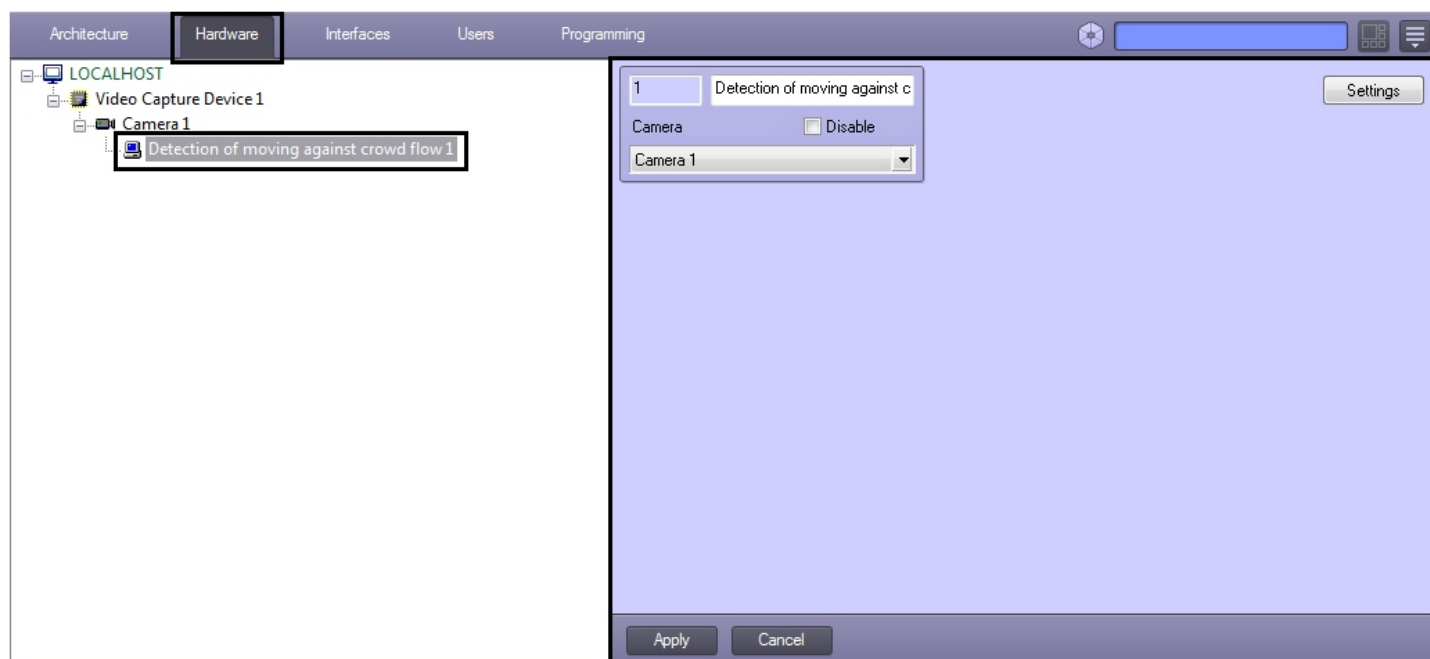 Architecture Hardware Interfaces Users Programming
LOCALHOST
Video Capture Device 1
Camera 1
Detection of moving against crowd flow 1
1 Detection of moving against c
Settings
Camera Disable
Camera 1
Apply Cancel